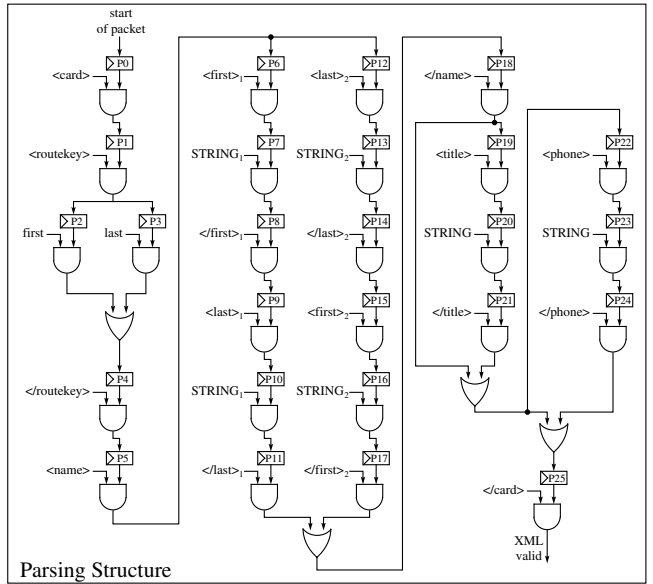 start
of packet
P0
<card>
P1
<routekey>
P2
P3
first
last
P4
</routekey>
P5
<name>
P6
<first>₁
P7
STRING₁
P8
</first>₁
P9
<last>₁
P10
STRING₁
P11
</last>₁
P12
<last>₂
P13
STRING₂
P14
</last>₂
P15
<first>₂
P16
STRING₂
P17
</first>₂
P18
</name>
P19
<title>
P20
STRING
P21
</title>
P22
<phone>
P23
STRING
P24
</phone>
P25
</card>
XML
valid
Parsing Structure